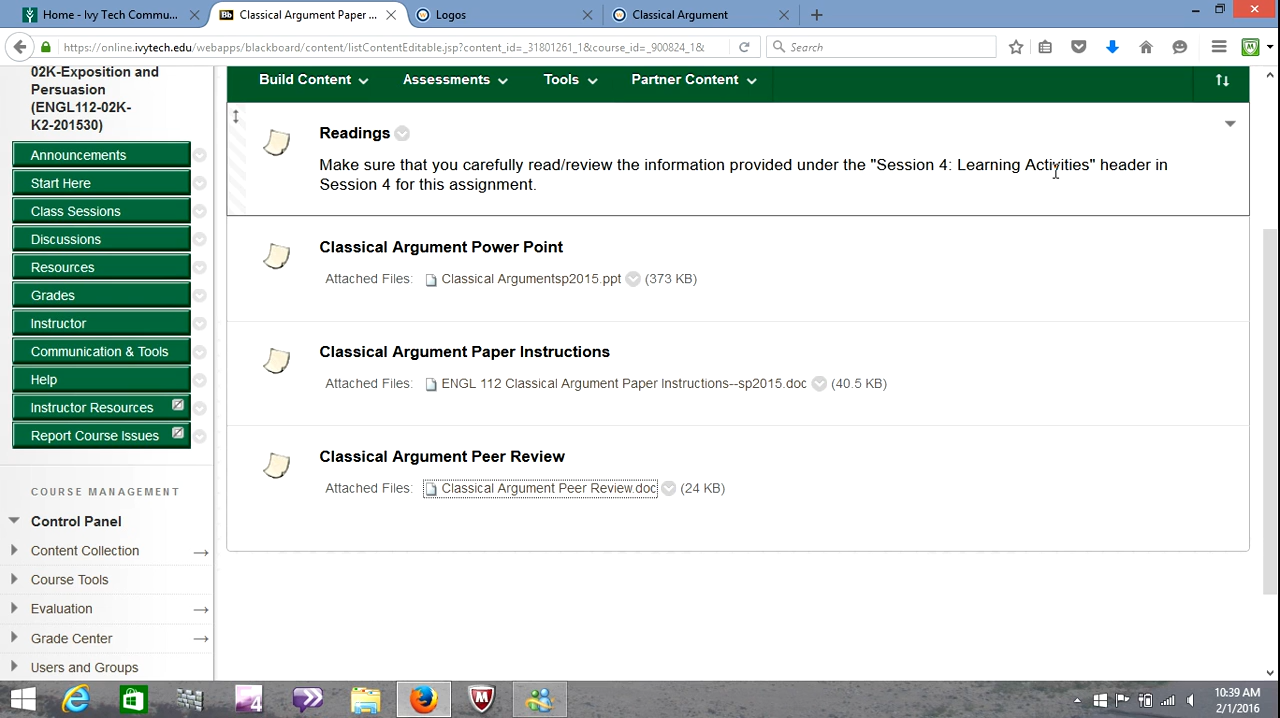 Home - Ivy Tech Commu...
Classical Argument Paper ...
Logos
Classical Argument
https://online.ivytech.edu/webapps/blackboard/content/listContentEditable.jsp?content_id=_31801261_1&course_id=_900824_1&
Search
02K-Exposition and
Persuasion
(ENGL112-02K-
K2-201530)
Announcements
Start Here
Class Sessions
Discussions
Resources
Grades
Instructor
Communication & Tools
Help
Instructor Resources
Report Course Issues
COURSE MANAGEMENT
Control Panel
Content Collection
Course Tools
Evaluation
Grade Center
Users and Groups
Build Content
Assessments
Tools
Partner Content
Readings
Make sure that you carefully read/review the information provided under the "Session 4: Learning Activities" header in
Session 4 for this assignment.
Classical Argument Power Point
Attached Files: Classical Argumentsp2015.ppt (373 KB)
Classical Argument Paper Instructions
Attached Files: ENGL 112 Classical Argument Paper Instructions--sp2015.doc (40.5 KB)
Classical Argument Peer Review
Attached Files: Classical Argument Peer Review.doc (24 KB)
10:39 AM
2/1/2016